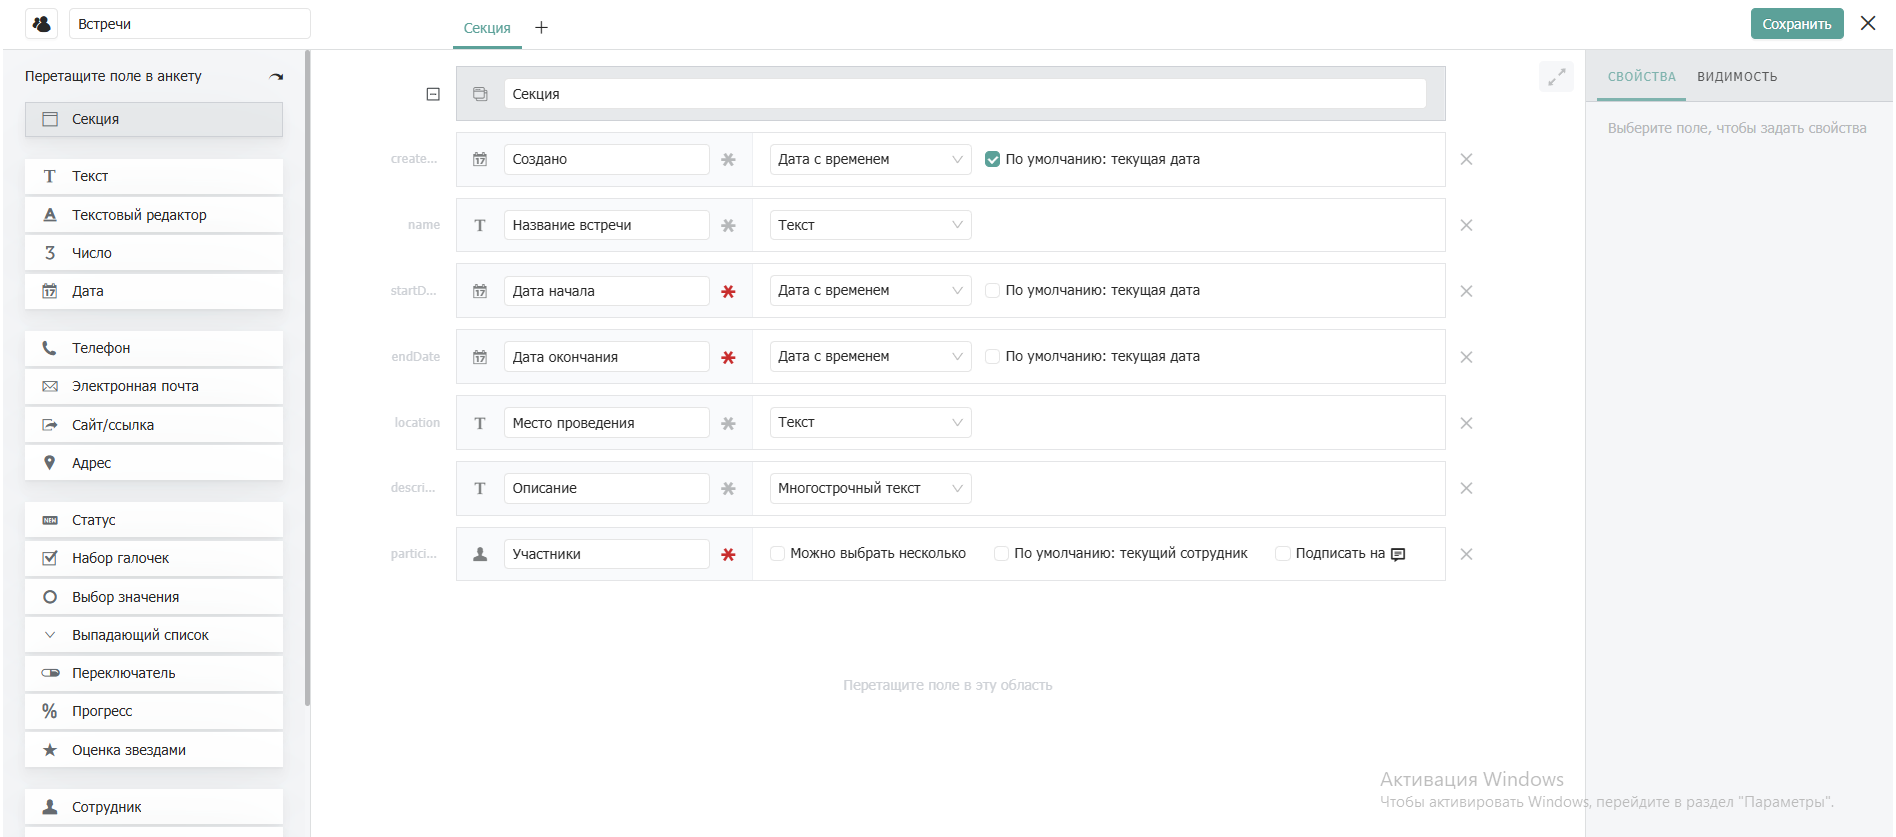 Встречи
Секция
Сохранить
Перетащите поле в анкету
Секция
Текст
Текстовый редактор
Число
Дата
Телефон
Электронная почта
Сайт/ссылка
Адрес
Статус
Набор галочек
Выбор значения
Выпадающий список
Переключатель
Прогресс
Оценка звездами
Сотрудник
Секция
create... Создано Дата с временем По умолчанию: текущая дата
name Название встречи Текст
startD... Дата начала Дата с временем По умолчанию: текущая дата
endDate Дата окончания Дата с временем По умолчанию: текущая дата
location Место проведения Текст
descri... Описание Многострочный текст
partici... Участники Можно выбрать несколько По умолчанию: текущий сотрудник Подписать на
Перетащите поле в эту область
СВОЙСТВА ВИДИМОСТЬ
Выберите поле, чтобы задать свойства
Активация Windows
Чтобы активировать Windows, перейдите в раздел "Параметры".